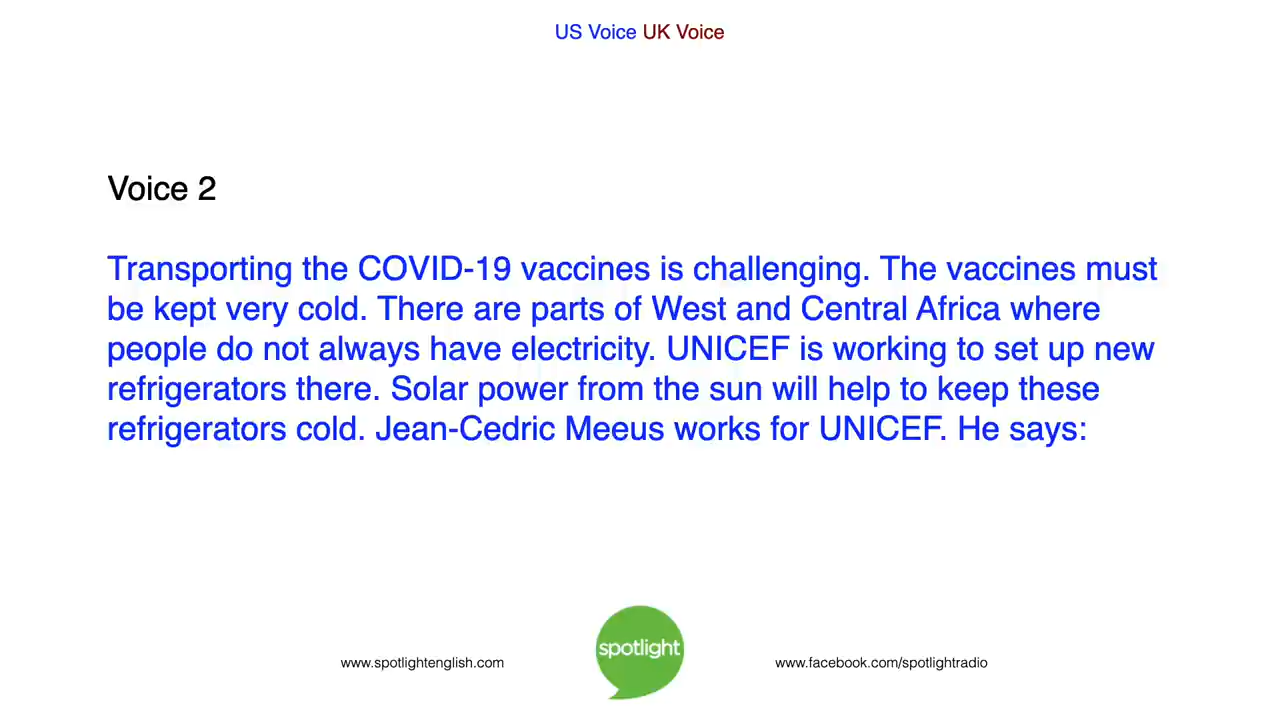 US Voice UK Voice
Voice 2
Transporting the COVID-19 vaccines is challenging. The vaccines must
be kept very cold. There are parts of West and Central Africa where
people do not always have electricity. UNICEF is working to set up new
refrigerators there. Solar power from the sun will help to keep these
refrigerators cold. Jean-Cedric Meeus works for UNICEF. He says:
spotlight
www.spotlightenglish.com
www.facebook.com/spotlightradio